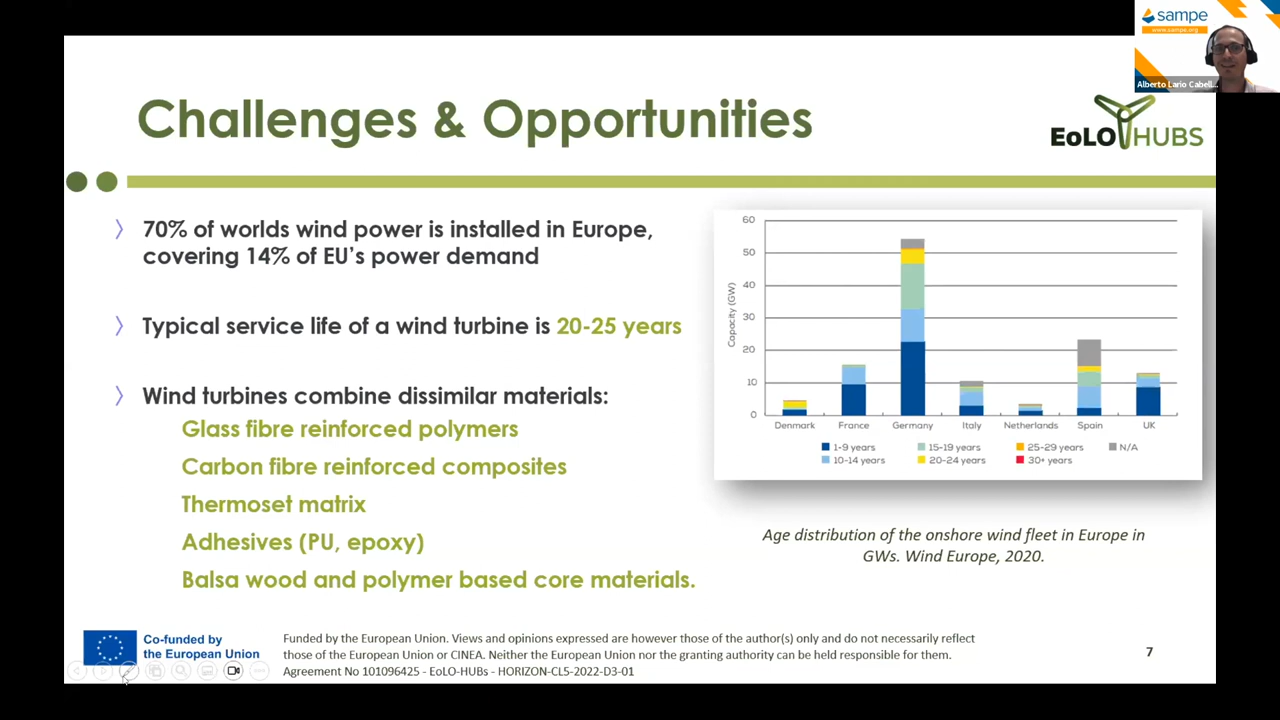 sampe
www.sampe.org
Alberto Lario Cabell...
Challenges & Opportunities
EoLO HUBS
〉 70% of worlds wind power is installed in Europe,
covering 14% of EU's power demand
〉 Typical service life of a wind turbine is 20-25 years
〉 Wind turbines combine dissimilar materials:
Glass fibre reinforced polymers
Carbon fibre reinforced composites
Thermoset matrix
Adhesives (PU, epoxy)
Balsa wood and polymer based core materials.
Capacity (GW)
60
50
40
30
20
10
0
Denmark France Germany Italy Netherlands Spain UK
1-9 years 15-19 years 25-29 years N/A
10-14 years 20-24 years 30+ years
Age distribution of the onshore wind fleet in Europe in
GWs. Wind Europe, 2020.
Co-funded by
the European Union
Funded by the European Union. Views and opinions expressed are however those of the author(s) only and do not necessarily reflect
those of the European Union or CINEA. Neither the European Union nor the granting authority can be held responsible for them.
Agreement No 101096425 - EoLO-HUBs - HORIZON-CL5-2022-D3-01
7